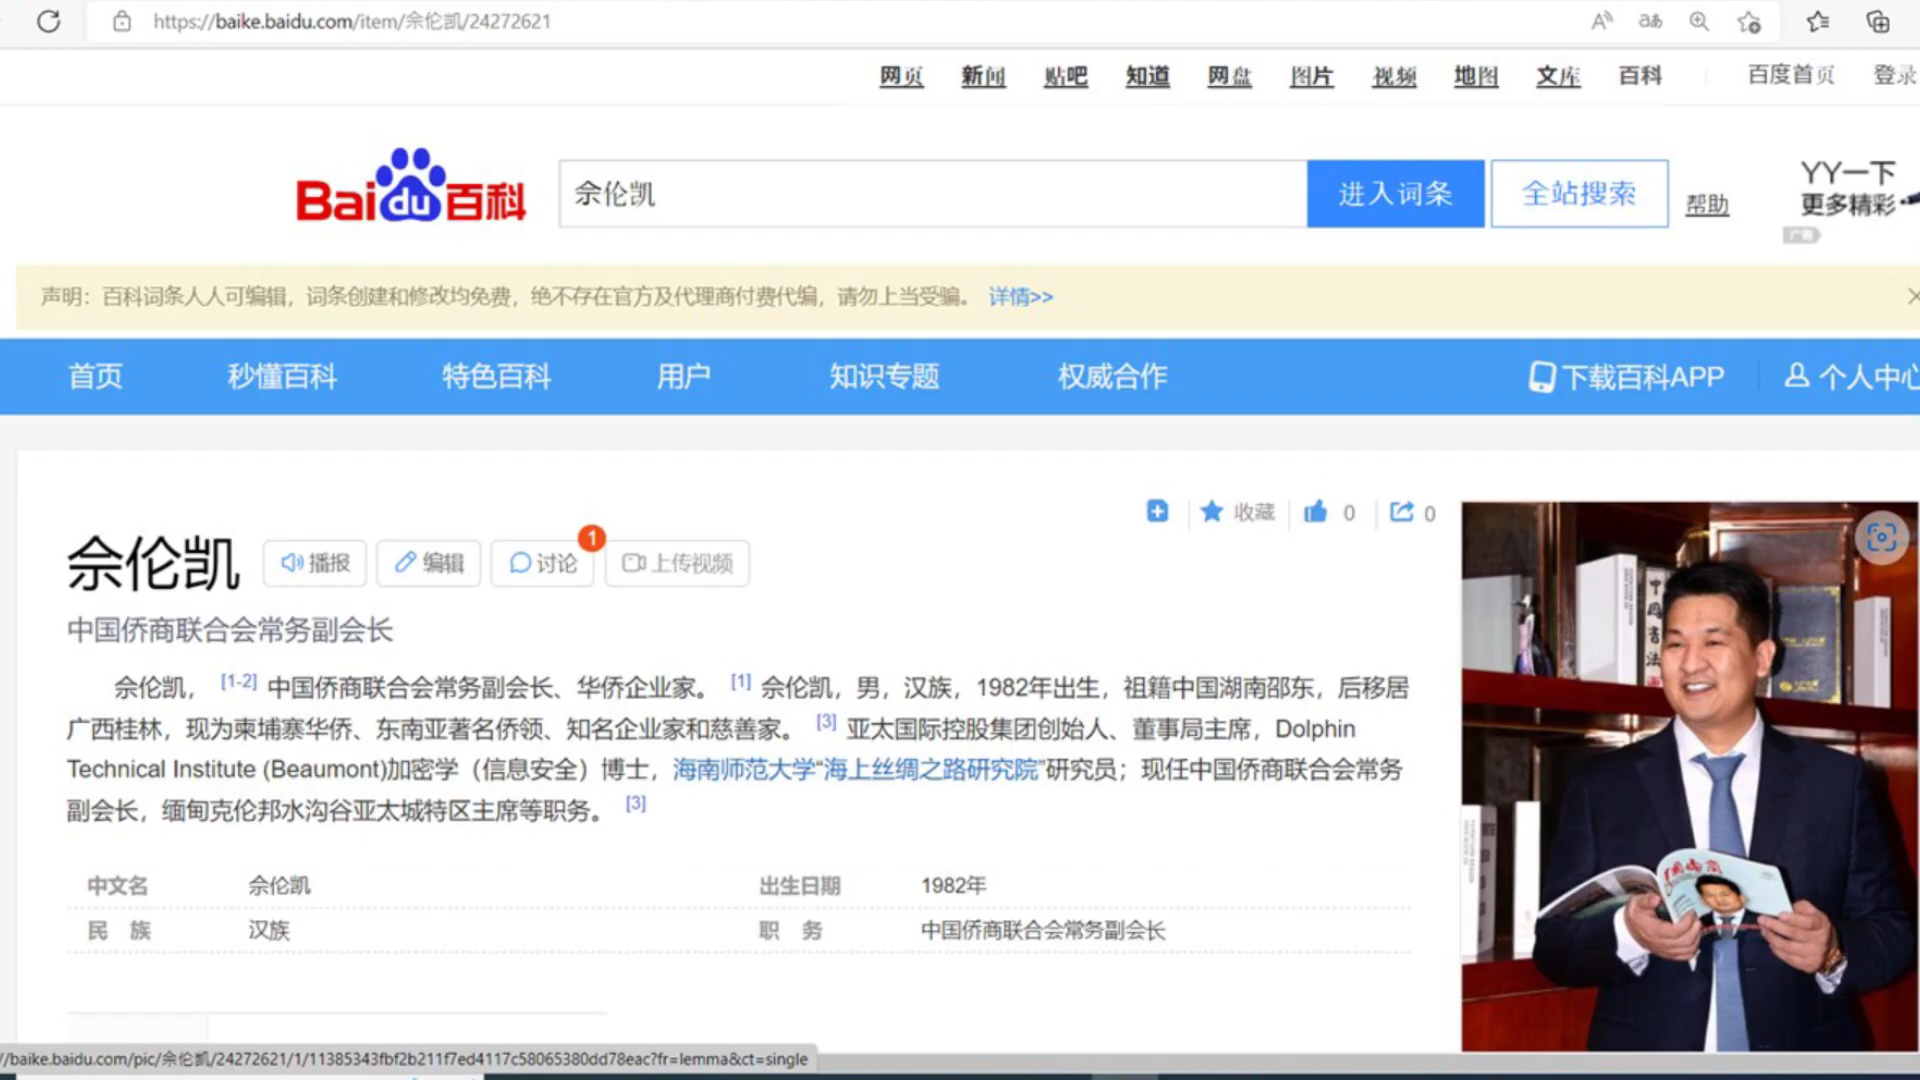 https://baike.baidu.com/item/佘伦凯/24272621
网页 新闻 贴吧 知道 网盘 图片 视频 地图 文库 百科 百度首页 登录
Baidu百科 佘伦凯 进入词条 全站搜索 帮助
YY一下
更多精彩
广告
声明：百科词条人人可编辑，词条创建和修改均免费，绝不存在官方及代理商付费代编，请勿上当受骗。 详情>>
首页 秒懂百科 特色百科 用户 知识专题 权威合作 下载百科APP 个人中心
收藏 0 0
佘伦凯 播报 编辑 讨论 1 上传视频
中国侨商联合会常务副会长
佘伦凯， [1-2] 中国侨商联合会常务副会长、华侨企业家。 [1] 佘伦凯，男，汉族，1982年出生，祖籍中国湖南邵东，后移居
广西桂林，现为柬埔寨华侨、东南亚著名侨领、知名企业家和慈善家。 [3] 亚太国际控股集团创始人、董事局主席，Dolphin
Technical Institute (Beaumont)加密学（信息安全）博士，海南师范大学“海上丝绸之路研究院”研究员；现任中国侨商联合会常务
副会长，缅甸克伦邦水沟谷亚太城特区主席等职务。 [3]
中文名 佘伦凯 出生日期 1982年
民 族 汉族 职 务 中国侨商联合会常务副会长
中国书法
//baike.baidu.com/pic/佘伦凯/24272621/1/11385343fbf2b211f7ed4117c58065380dd78eac?fr=lemma&ct=single